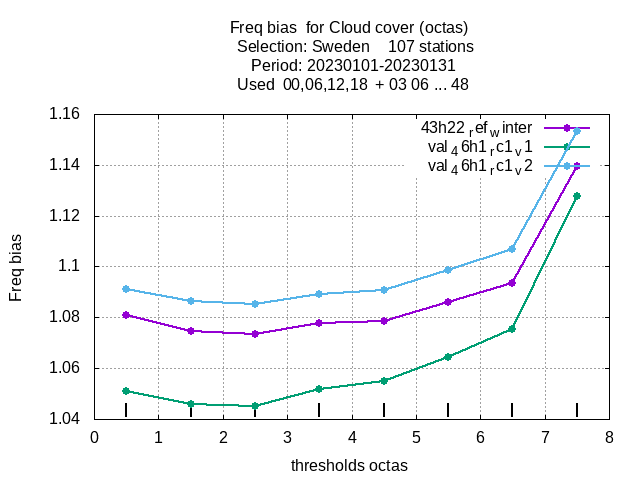 Freq bias  for Cloud cover (octas)
Selection: Sweden    107 stations
Period: 20230101-20230131
Used  00,06,12,18  + 03 06 ... 48
1.16
43h22 ref winter
1.14
val 4 6h1 r c1 v 1
val 4 6h1 r c1 v 2
1.12
Freq bias
1.1
1.08
1.06
1.04
0 1 2 3 4 5 6 7 8
thresholds octas